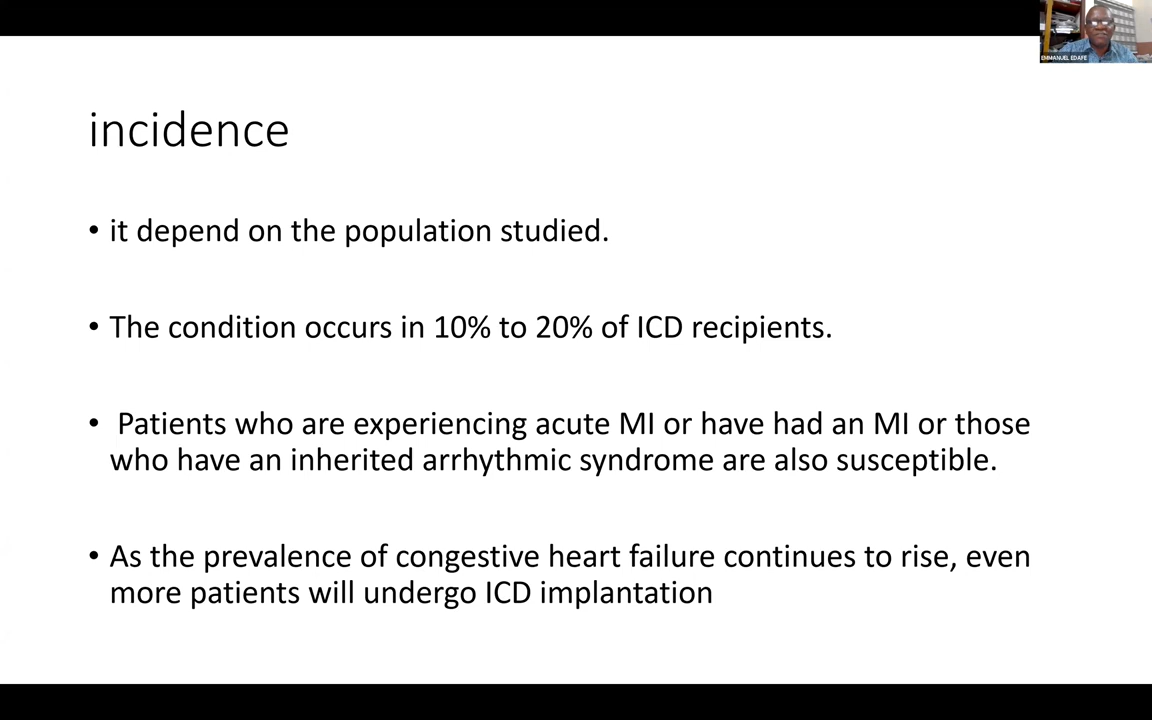 EMMANUEL EDAFE
incidence
• it depend on the population studied.
• The condition occurs in 10% to 20% of ICD recipients.
• Patients who are experiencing acute MI or have had an MI or those
who have an inherited arrhythmic syndrome are also susceptible.
• As the prevalence of congestive heart failure continues to rise, even
more patients will undergo ICD implantation